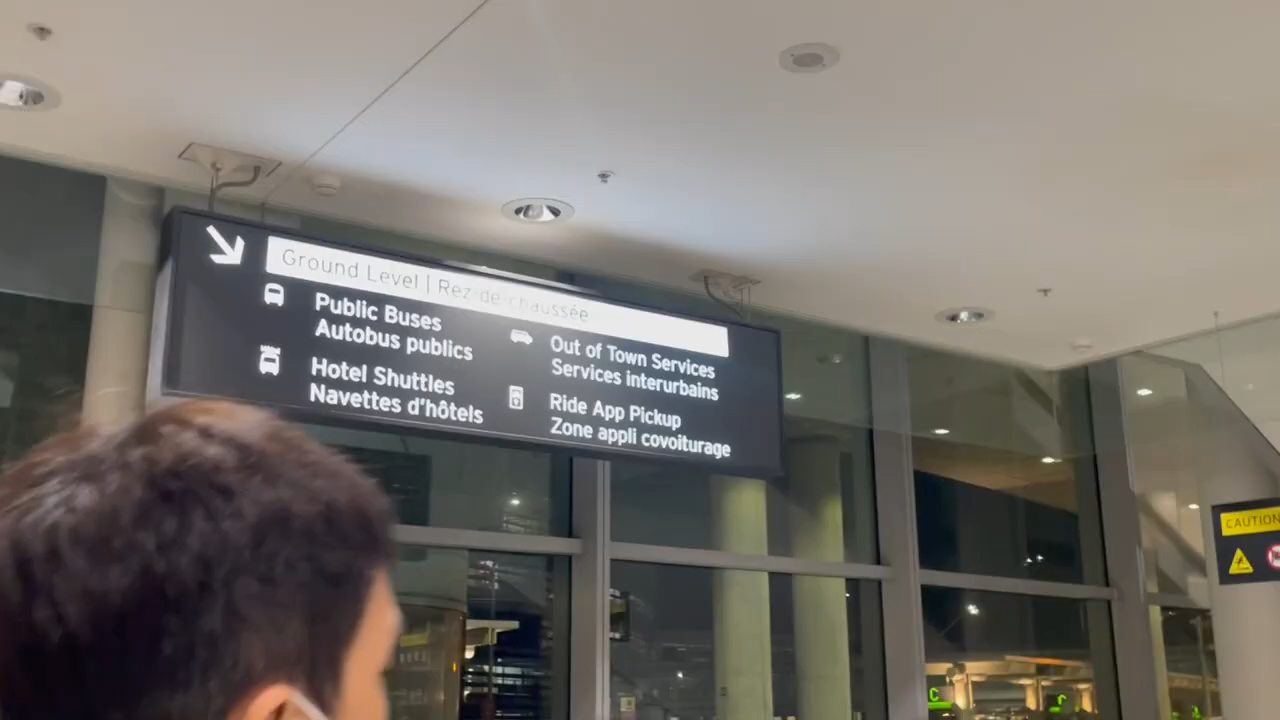 Ground Level | Rez-de-chaussée
Public Buses
Autobus publics
Hotel Shuttles
Navettes d'hôtels
Out of Town Services
Services interurbains
Ride App Pickup
Zone appli covoiturage
CAUTION
C